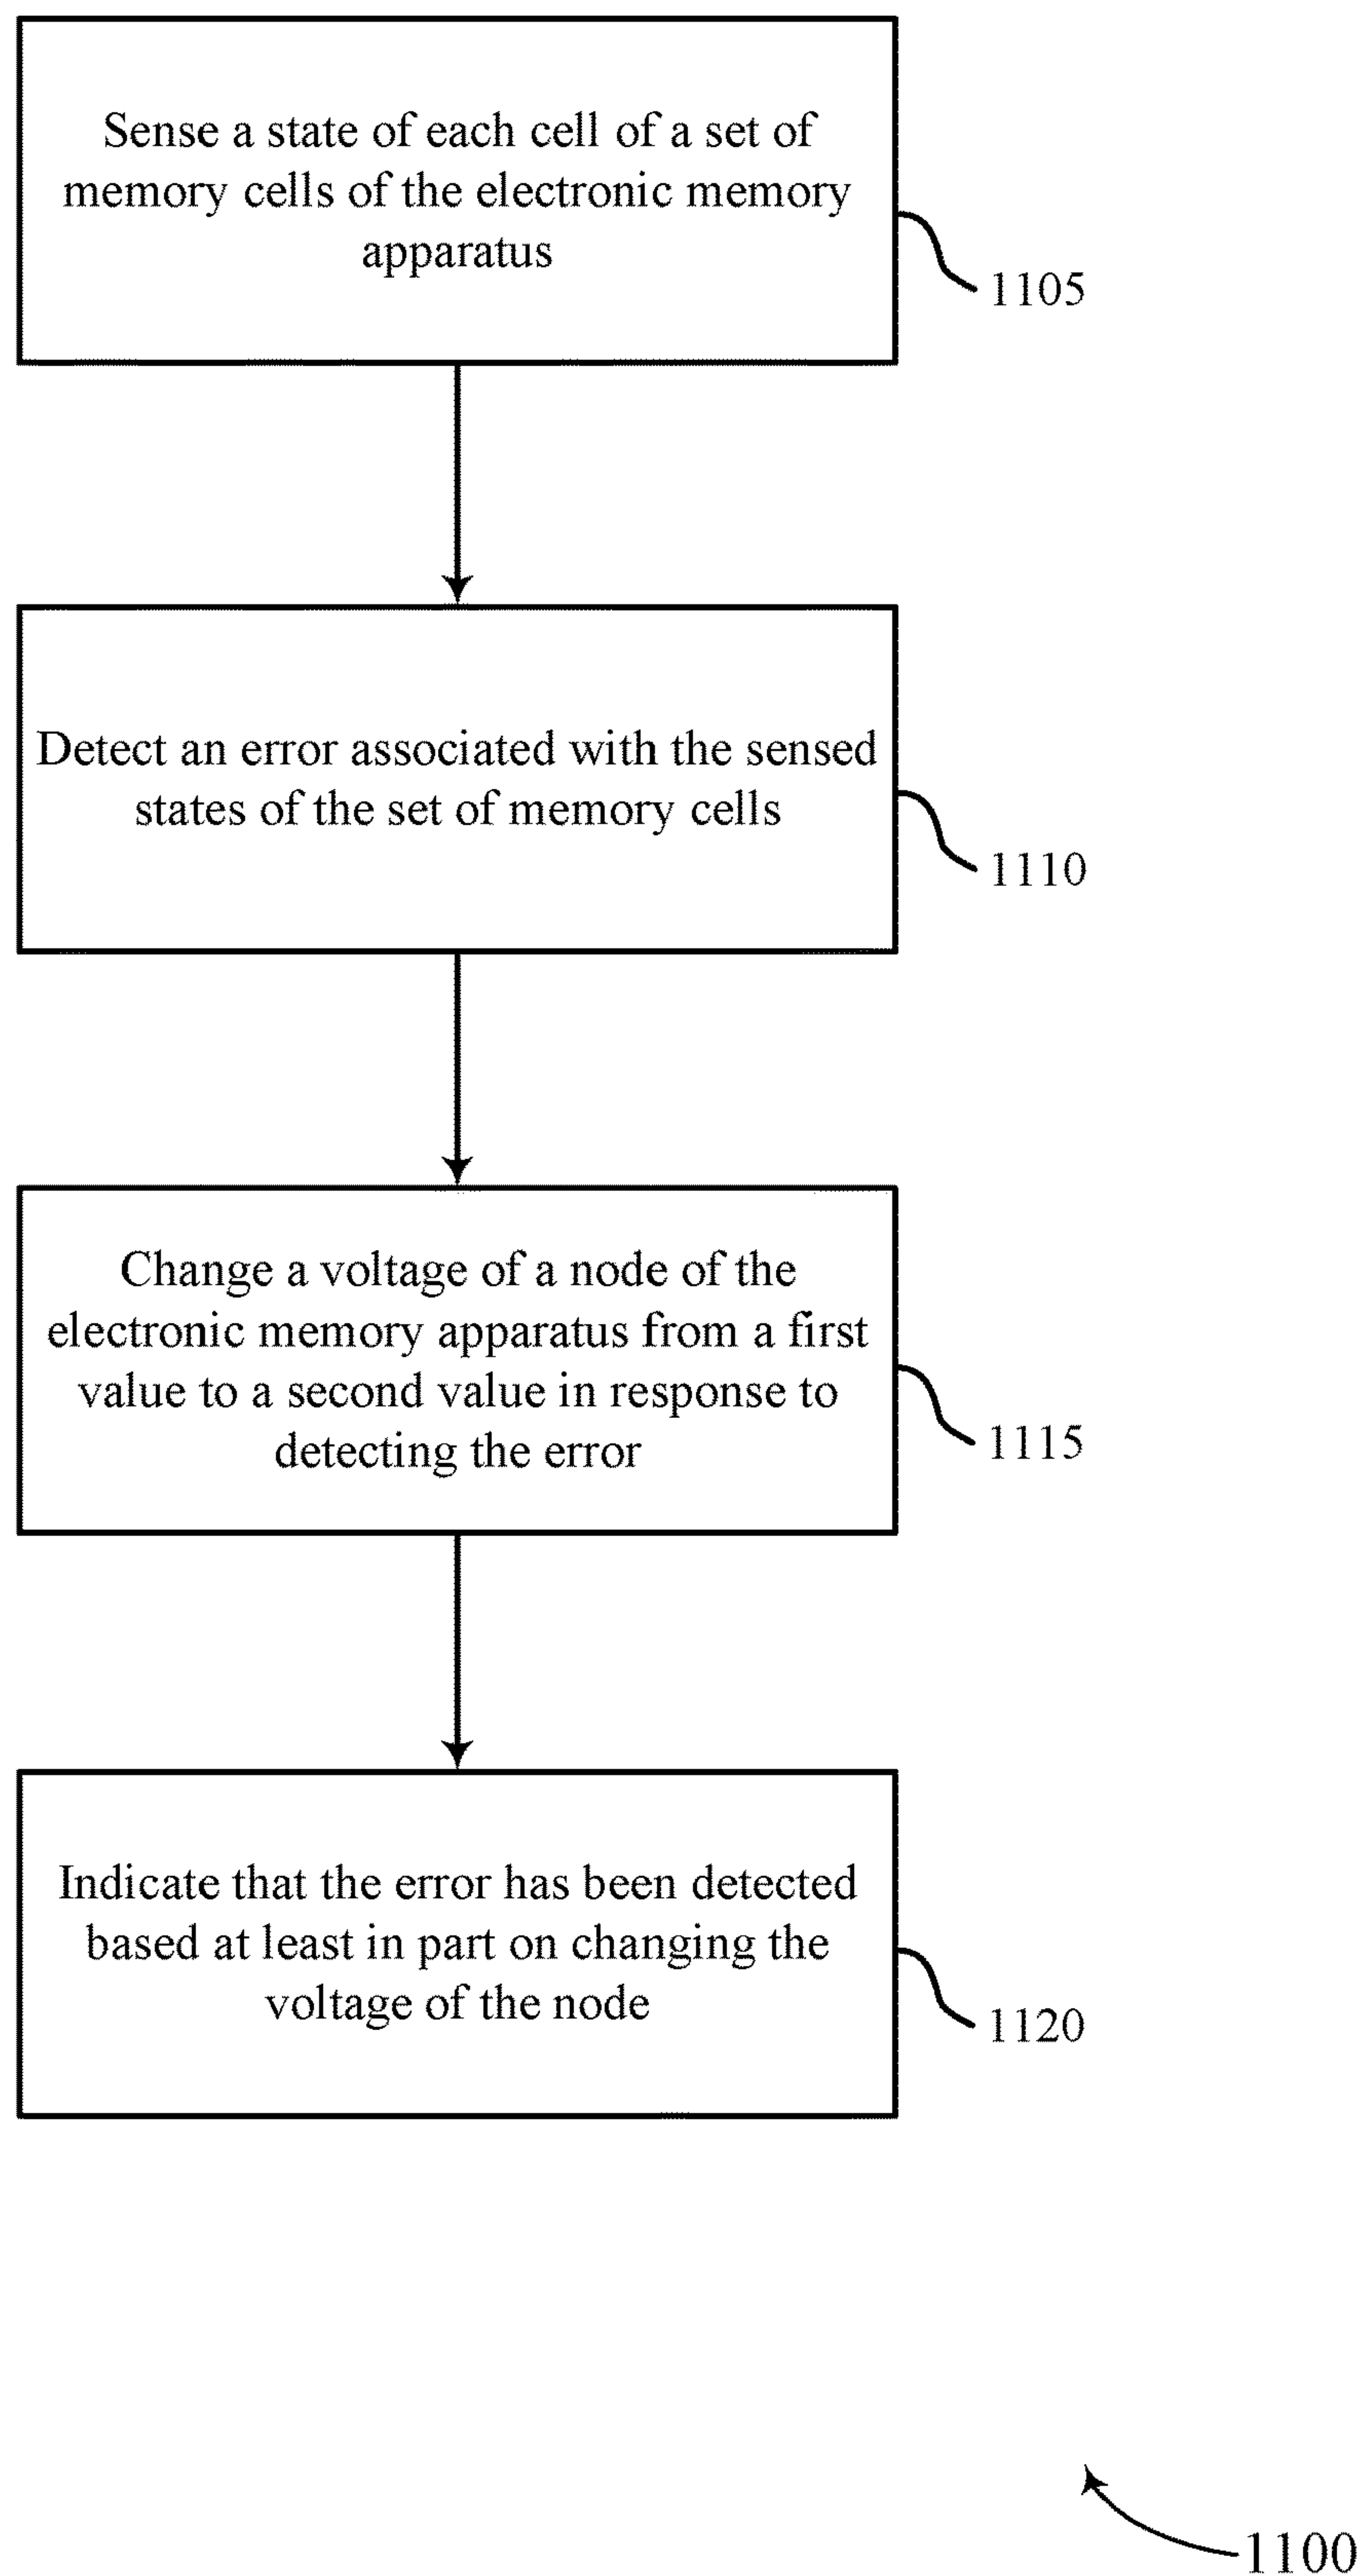 Sense a state of each cell of a set of
memory cells of the electronic memory
apparatus
1105
Detect an error associated with the sensed
states of the set of memory cells
1110
Change a voltage of a node of the
electronic memory apparatus from a first
value to a second value in response to
detecting the error
1115
Indicate that the error has been detected
based at least in part on changing the
voltage of the node
1120
1100